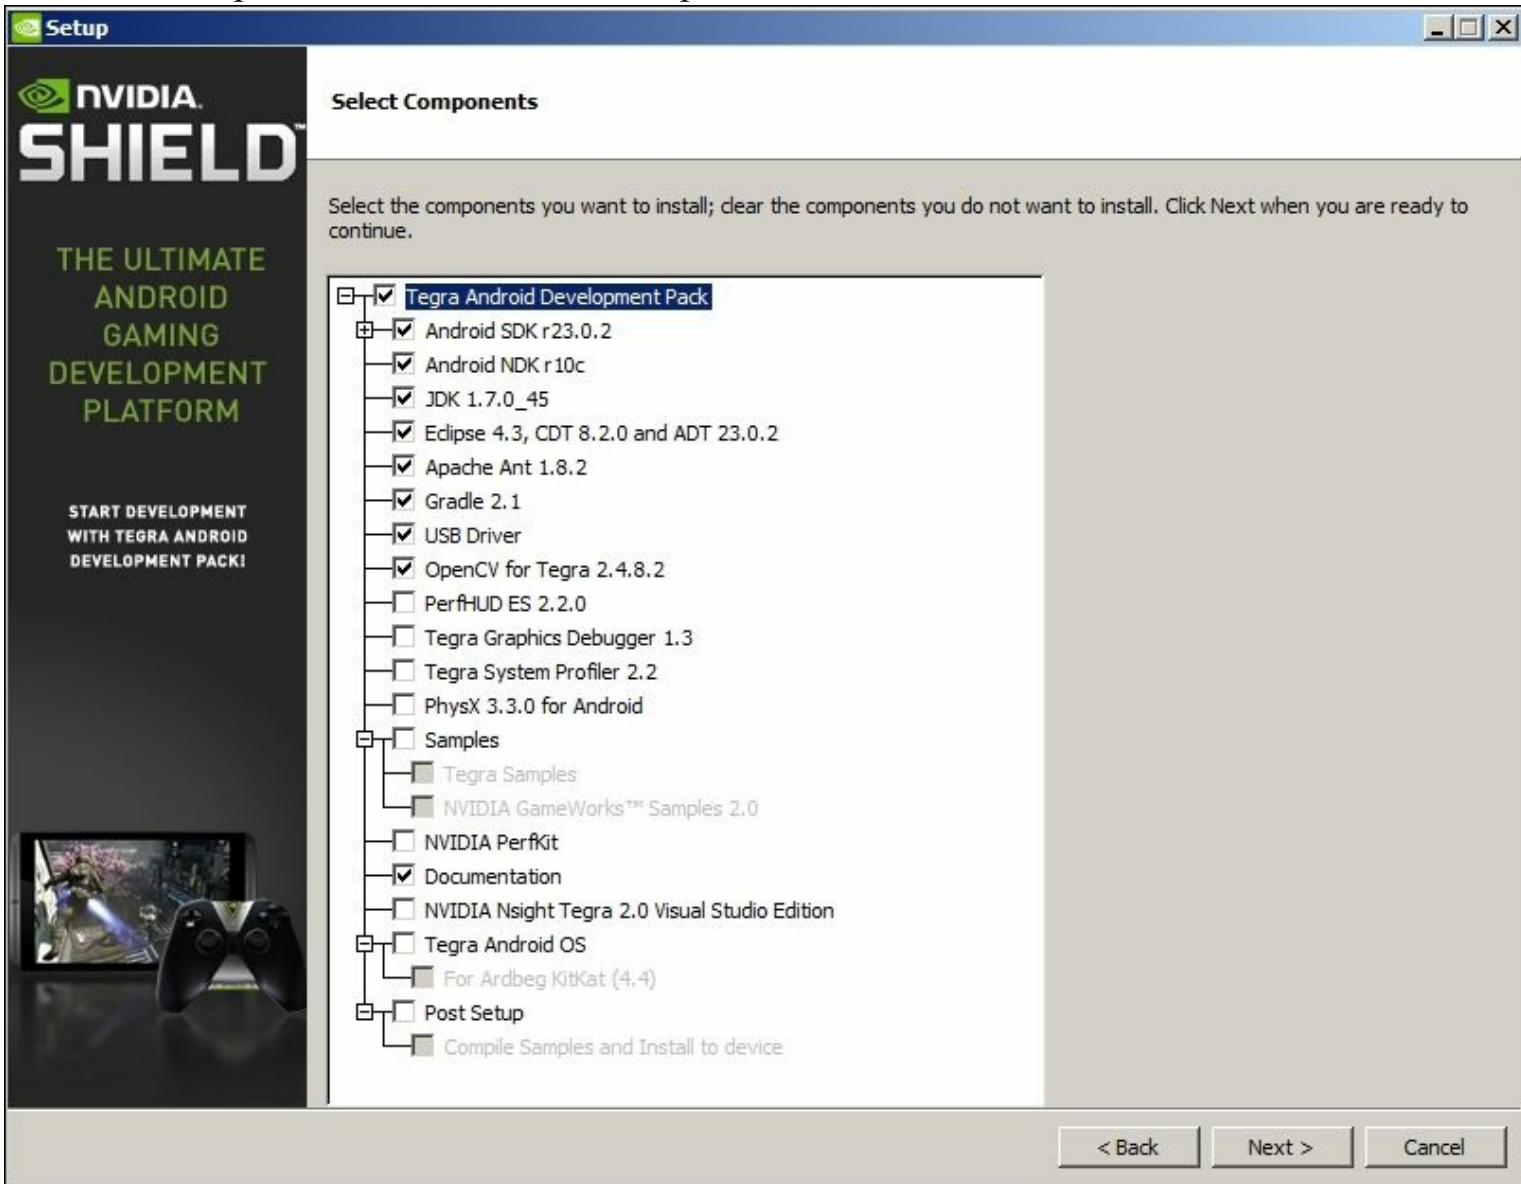 Setup
NVIDIA.
SHIELD™
THE ULTIMATE
ANDROID
GAMING
DEVELOPMENT
PLATFORM
START DEVELOPMENT
WITH TEGRA ANDROID
DEVELOPMENT PACK!
Select Components
Select the components you want to install; clear the components you do not want to install. Click Next when you are ready to
continue.
Tegra Android Development Pack
Android SDK r23.0.2
Android NDK r10c
JDK 1.7.0_45
Eclipse 4.3, CDT 8.2.0 and ADT 23.0.2
Apache Ant 1.8.2
Gradle 2.1
USB Driver
OpenCV for Tegra 2.4.8.2
PerfHUD ES 2.2.0
Tegra Graphics Debugger 1.3
Tegra System Profiler 2.2
PhysX 3.3.0 for Android
Samples
Tegra Samples
NVIDIA GameWorks™ Samples 2.0
NVIDIA PerfKit
Documentation
NVIDIA Nsight Tegra 2.0 Visual Studio Edition
Tegra Android OS
For Ardbeg KitKat (4.4)
Post Setup
Compile Samples and Install to device
< Back Next > Cancel